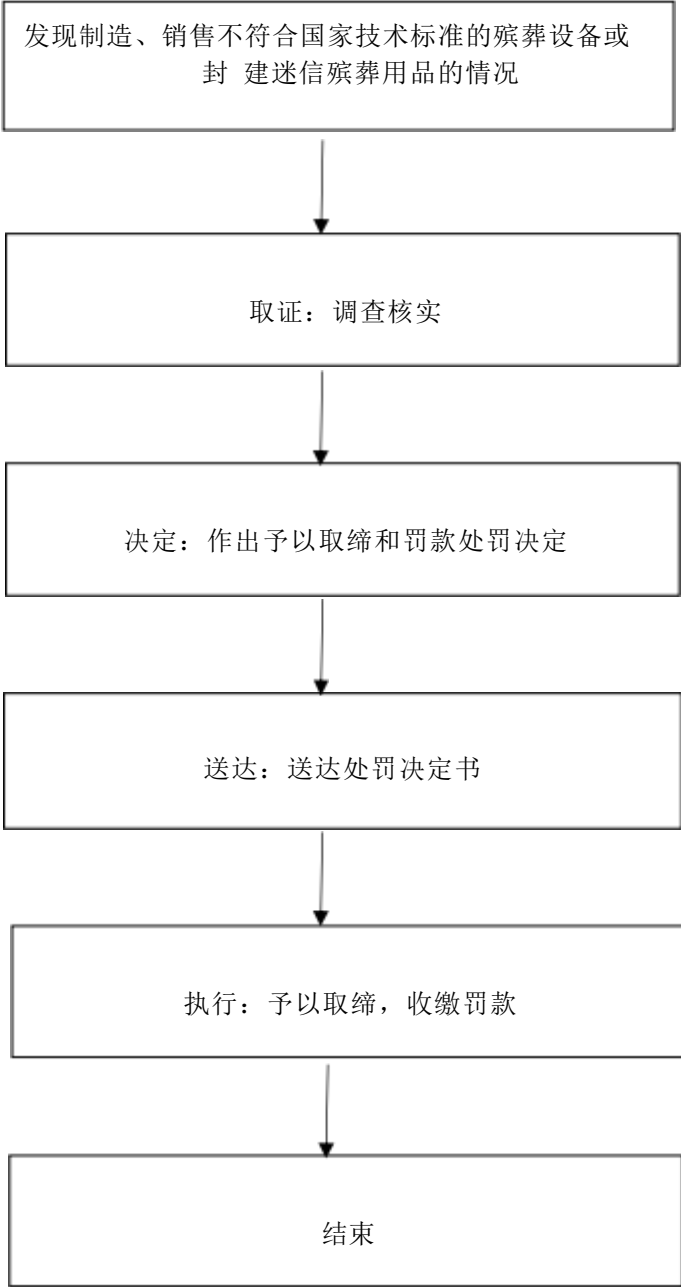 发现制造、销售不符合国家技术标准的殡葬设备或
封 建迷信殡葬用品的情况
取证：调查核实
决定：作出予以取缔和罚款处罚决定
送达：送达处罚决定书
执行：予以取缔，收缴罚款
结束